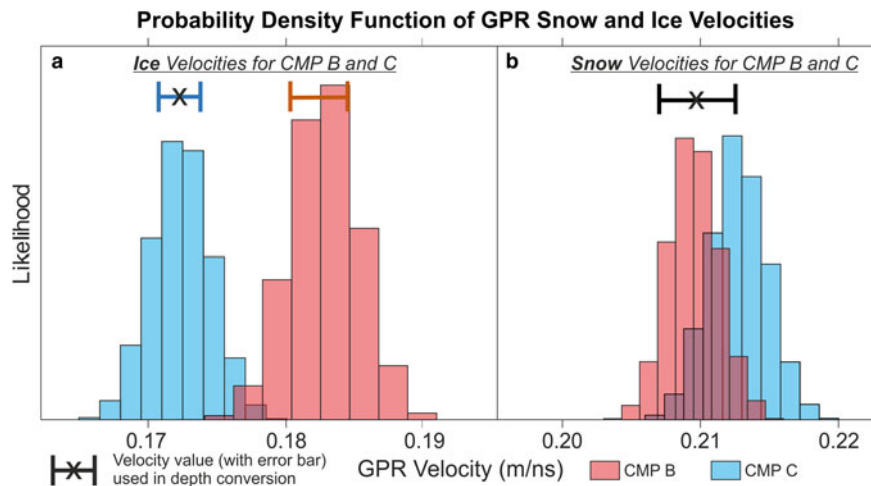 Probability Density Function of GPR Snow and Ice Velocities
a
Ice Velocities for CMP B and C
x
b
Snow Velocities for CMP B and C
x
Likelihood
0.17
0.18
0.19
0.20
0.21
0.22
x
Velocity value (with error bar)
used in depth conversion
GPR Velocity (m/ns)
CMP B
CMP C